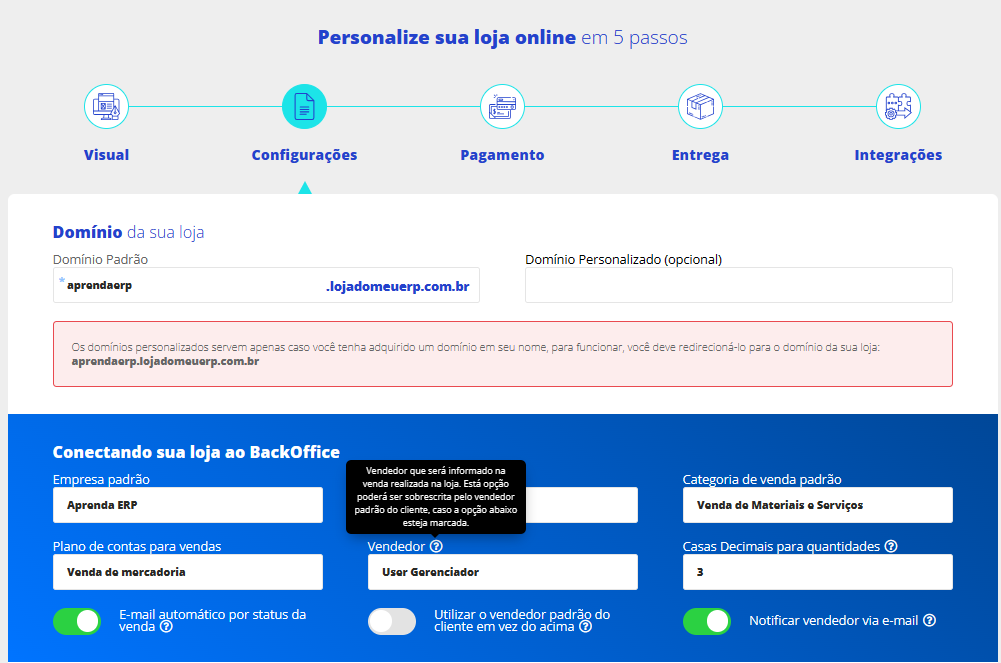 Personalize sua loja online em 5 passos
Visual
Configurações
Pagamento
Entrega
Integrações
Domínio da sua loja
Domínio Padrão
Domínio Personalizado (opcional)
* aprendaerp
.lojadomeuerp.com.br
Os domínios personalizados servem apenas caso você tenha adquirido um domínio em seu nome, para funcionar, você deve redirecioná-lo para o domínio da sua loja:
aprendaerp.lojadomeuerp.com.br
Conectando sua loja ao BackOffice
Empresa padrão
Aprenda ERP
Vendedor que será informado na
venda realizada na loja. Está opção
poderá ser sobrescrita pelo vendedor
padrão do cliente, caso a opção abaixo
esteja marcada.
Categoria de venda padrão
Venda de Materiais e Serviços
Plano de contas para vendas
Venda de mercadoria
Vendedor ?
User Gerenciador
Casas Decimais para quantidades ?
3
E-mail automático por status da
venda ?
Utilizar o vendedor padrão do
cliente em vez do acima ?
Notificar vendedor via e-mail ?